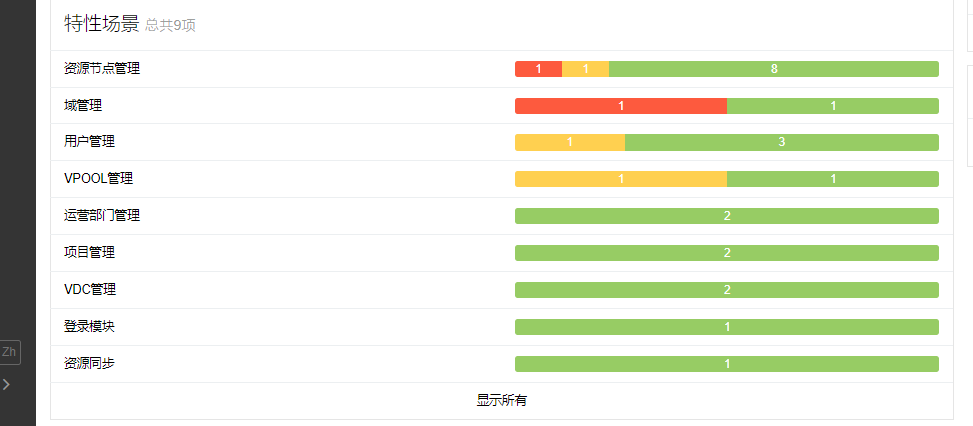 特性场景 总共9项
资源节点管理 1 1 8
域管理 1 1
用户管理 1 3
VPOOL管理 1 1
运营部门管理 2
项目管理 2
VDC管理 2
登录模块 1
资源同步 1
Zh
显示所有